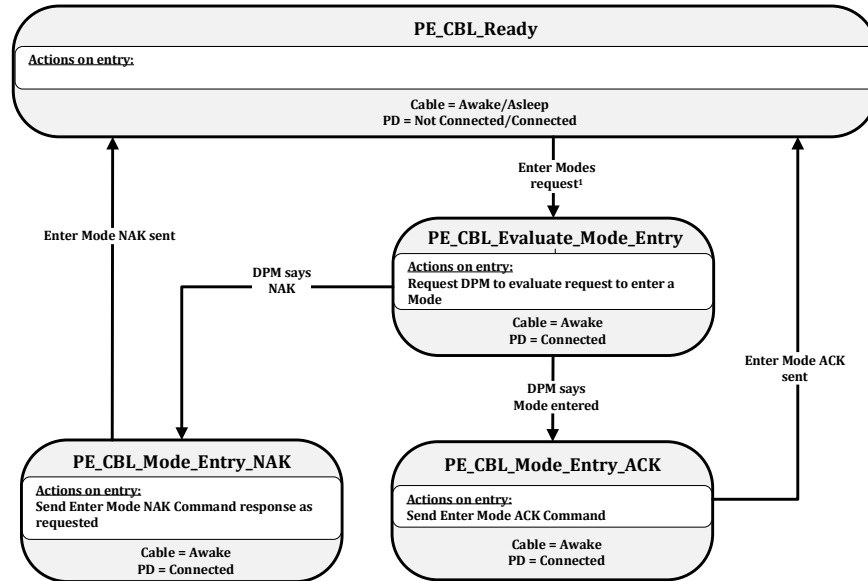 PE_CBL_Ready
Actions on entry:
Cable = Awake/Asleep
PD = Not Connected/Connected
Enter Modes
request¹
Enter Mode NAK sent
PE_CBL_Evaluate_Mode_Entry
DPM says
NAK
Actions on entry:
Request DPM to evaluate request to enter a
Mode
Cable = Awake
PD = Connected
Enter Mode ACK
sent
DPM says
Mode entered
PE_CBL_Mode_Entry_NAK
Actions on entry:
Send Enter Mode NAK Command response as
requested
Cable = Awake
PD = Connected
PE_CBL_Mode_Entry_ACK
Actions on entry:
Send Enter Mode ACK Command
Cable = Awake
PD = Connected